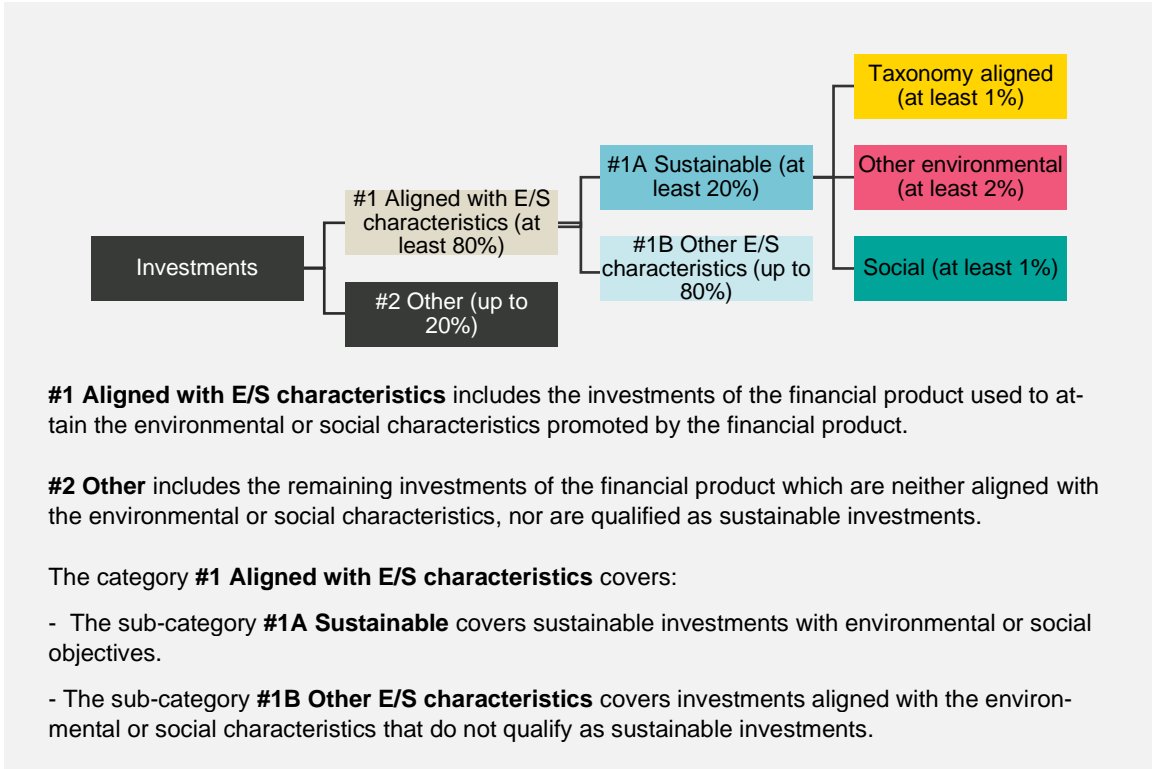 Taxonomy aligned
(at least 1%)
#1A Sustainable (at
least 20%)
Other environmental
(at least 2%)
#1 Aligned with E/S
characteristics (at
least 80%)
Investments
#1B Other E/S
characteristics (up to
80%)
Social (at least 1%)
#2 Other (up to
20%)
#1 Aligned with E/S characteristics includes the investments of the financial product used to at-
tain the environmental or social characteristics promoted by the financial product.
#2 Other includes the remaining investments of the financial product which are neither aligned with
the environmental or social characteristics, nor are qualified as sustainable investments.
The category #1 Aligned with E/S characteristics covers:
- The sub-category #1A Sustainable covers sustainable investments with environmental or social
objectives.
- The sub-category #1B Other E/S characteristics covers investments aligned with the environ-
mental or social characteristics that do not qualify as sustainable investments.